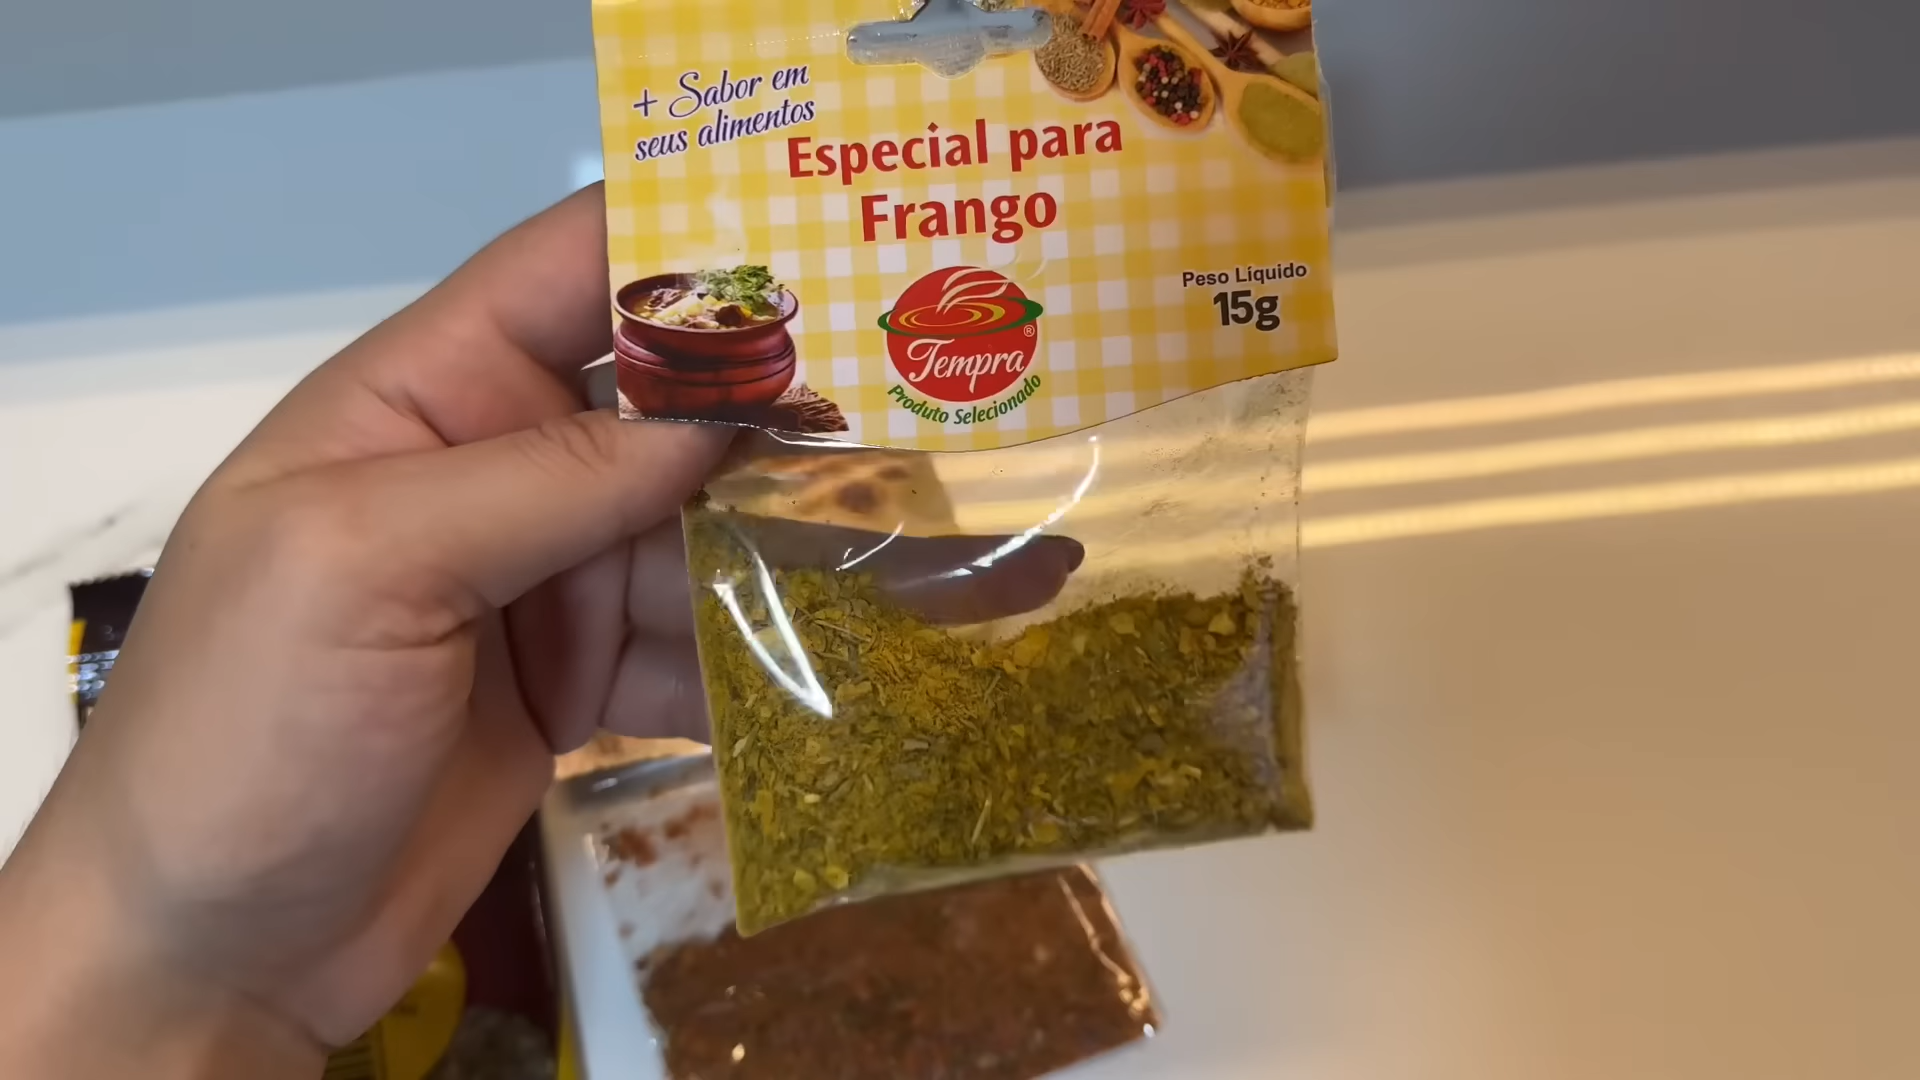 + Sabor em
seus alimentos
Especial para
Frango
Peso Líquido
15g
Tempra
®
Produto Selecionado